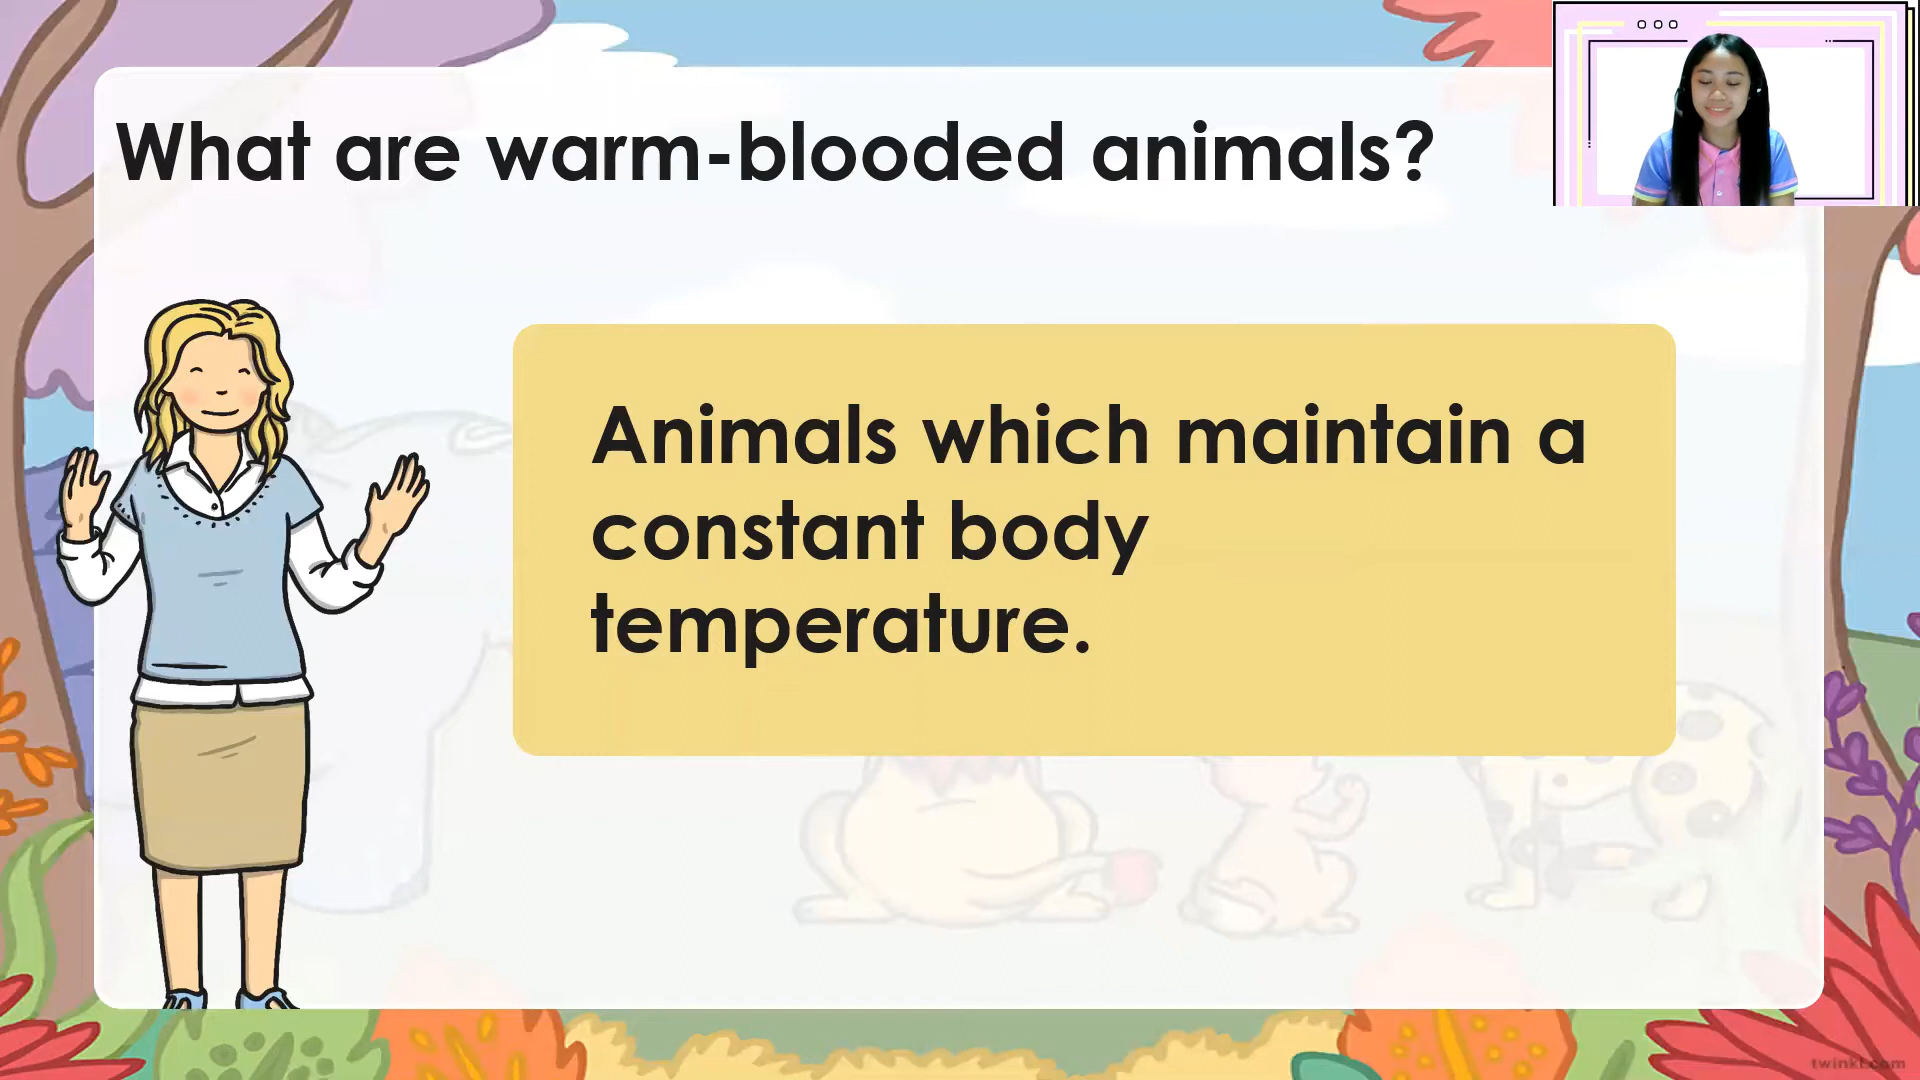 What are warm-blooded animals?
Animals which maintain a
constant body
temperature.
twinkl.com